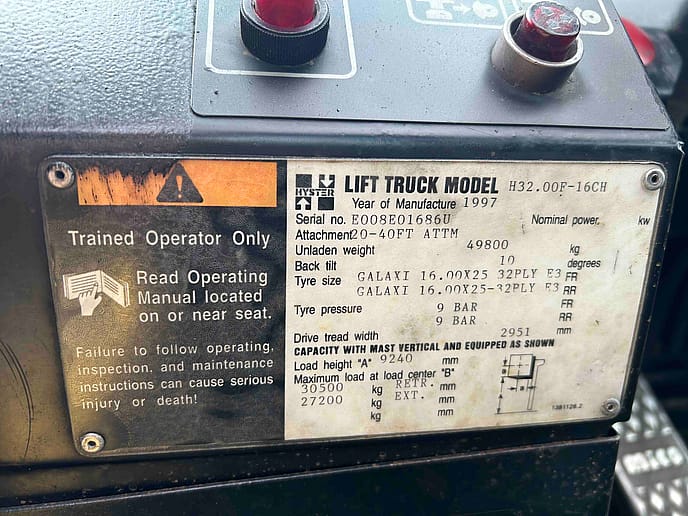 Trained Operator Only
Read Operating
Manual located
on or near seat.
Failure to follow operating,
inspection, and maintenance
instructions can cause serious
injury or death!
HYSTER
LIFT TRUCK MODEL H32.00F-16CH
Year of Manufacture 1997
Serial no. E008E01686U Nominal power, kw
Attachment 20-40FT ATTM
Unladen weight 49800 kg
Back tilt 10 degrees
Tyre size GALAXI 16.00X25 32PLY E3 FR
GALAXI 16.00X25-32PLY E3 RR
Tyre pressure 9 BAR FR
9 BAR RR
Drive tread width 2951 mm
CAPACITY WITH MAST VERTICAL AND EQUIPPED AS SHOWN
Load height "A" 9240 mm
Maximum load at load center "B"
30500 kg RETR. mm
27200 kg EXT. mm
kg mm
A
B
1381128.2